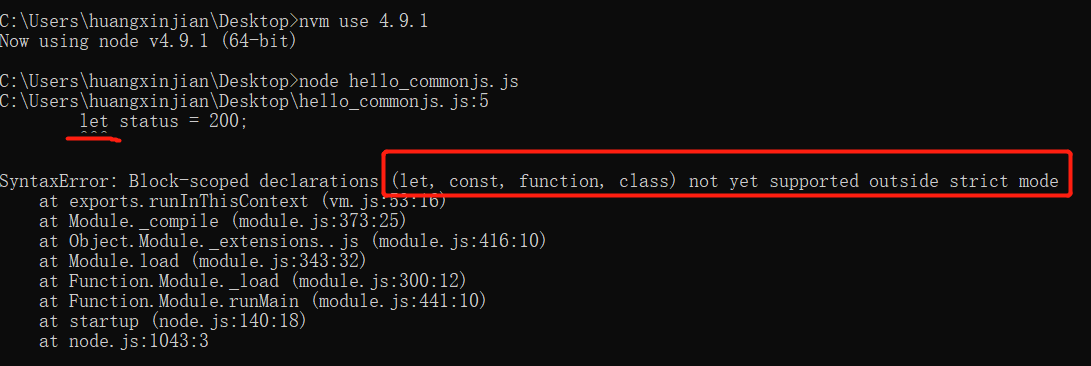 C:\Users\huangxinjian\Desktop>nvm use 4.9.1
Now using node v4.9.1 (64-bit)
C:\Users\huangxinjian\Desktop>node hello_commonjs.js
C:\Users\huangxinjian\Desktop\hello_commonjs.js:5
let status = 200;
^^^
SyntaxError: Block-scoped declarations (let, const, function, class) not yet supported outside strict mode
at exports.runInThisContext (vm.js:53:16)
at Module._compile (module.js:373:25)
at Object.Module._extensions..js (module.js:416:10)
at Module.load (module.js:343:32)
at Function.Module._load (module.js:300:12)
at Function.Module.runMain (module.js:441:10)
at startup (node.js:140:18)
at node.js:1043:3